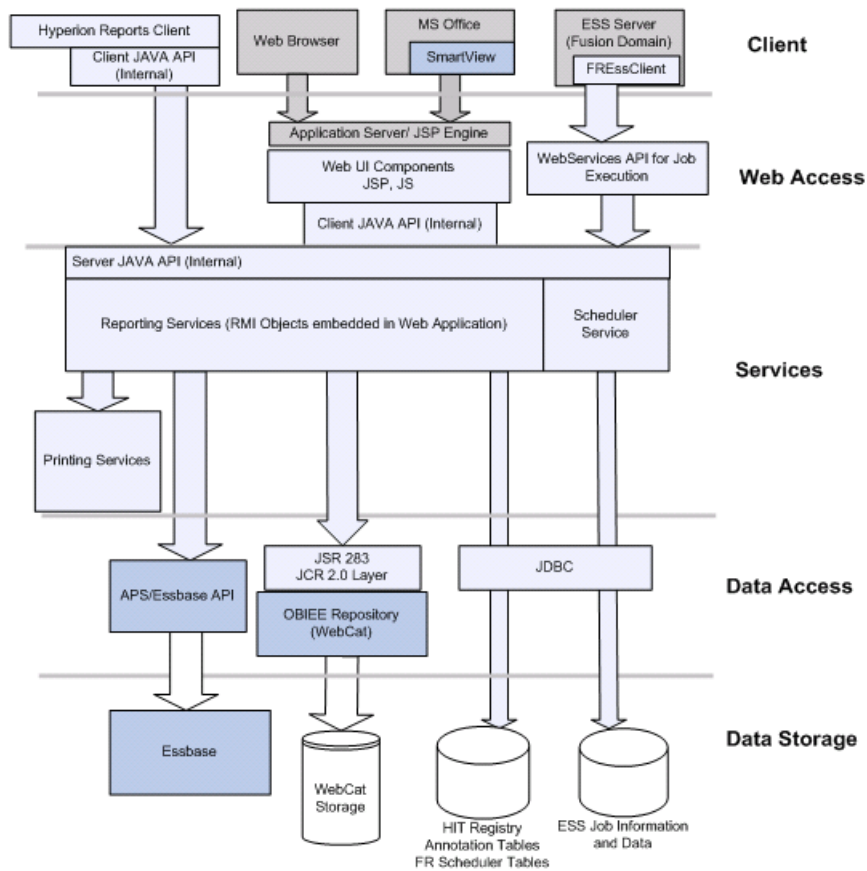 Hyperion Reports Client
Client JAVA API
(Internal)
Web Browser
MS Office
SmartView
ESS Server
(Fusion Domain)
FREssClient
Client
Application Server/ JSP Engine
Web UI Components
JSP, JS
Client JAVA API (Internal)
WebServices API for Job
Execution
Web Access
Server JAVA API (Internal)
Reporting Services (RMI Objects embedded in Web Application)
Scheduler
Service
Services
Printing Services
APS/Essbase API
JSR 283
JCR 2.0 Layer
OBIEE Repository
(WebCat)
JDBC
Data Access
Essbase
WebCat
Storage
HIT Registry
Annotation Tables
FR Scheduler Tables
ESS Job Information
and Data
Data Storage